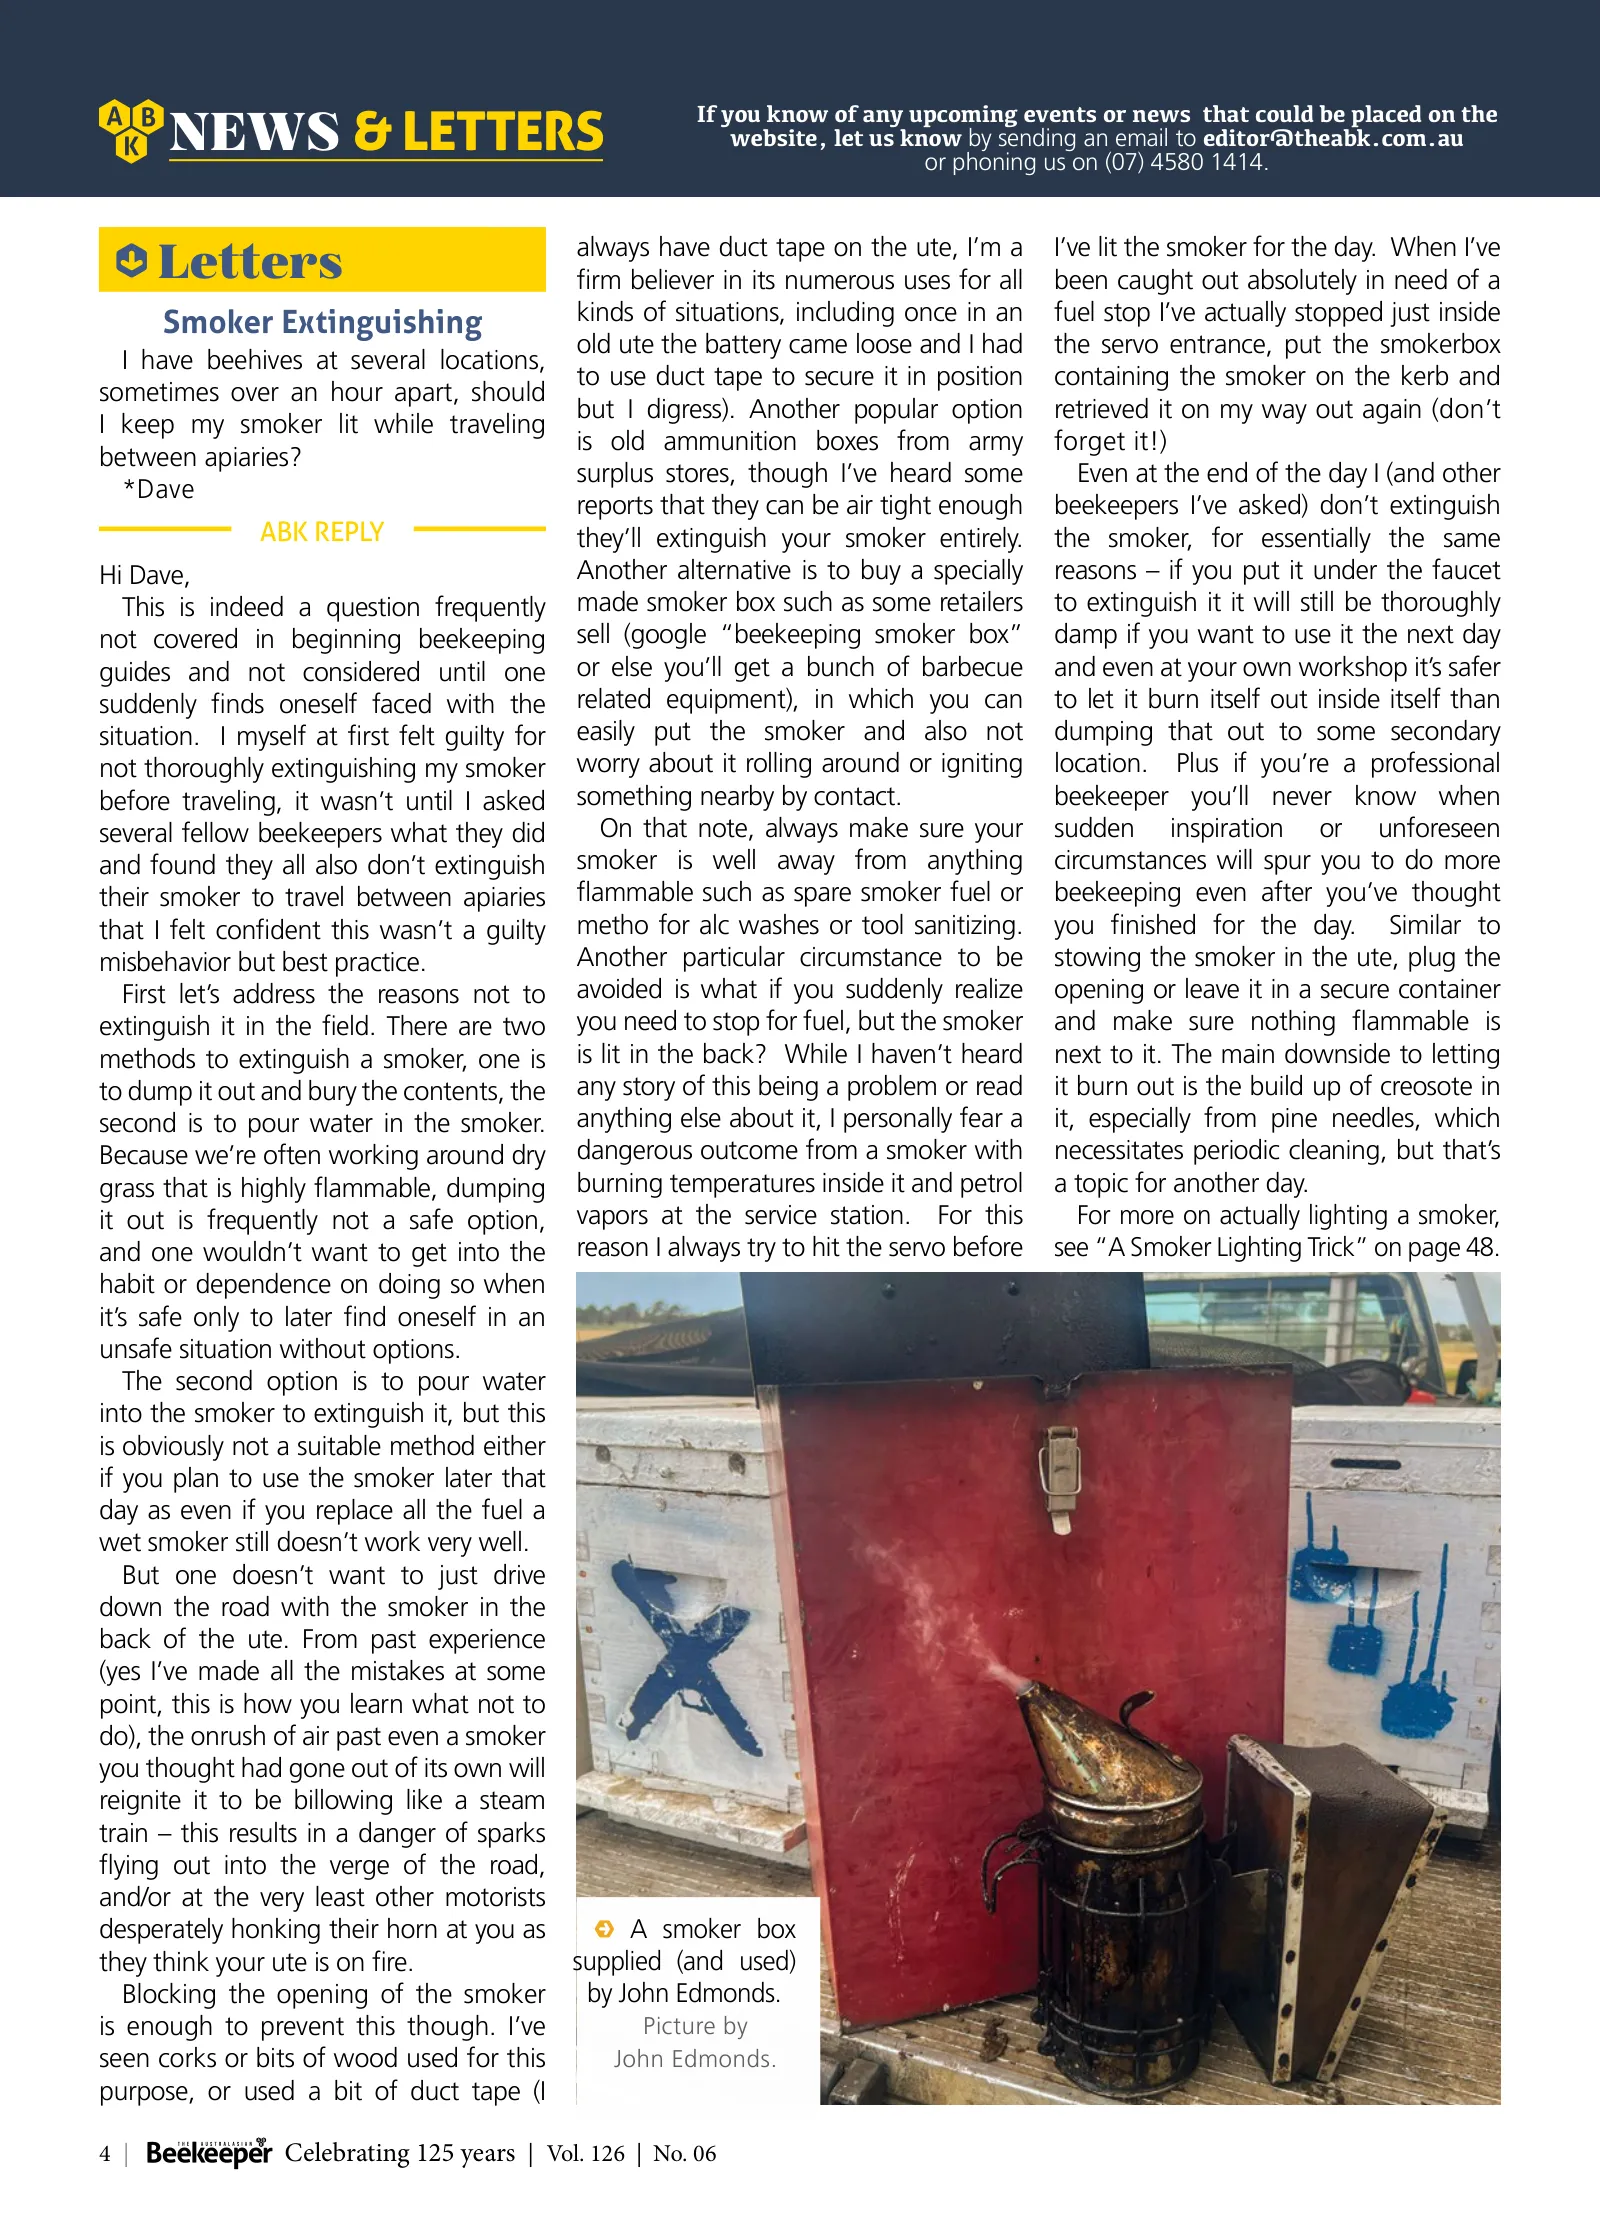 A B K
NEWS & LETTERS
If you know of any upcoming events or news that could be placed on the
website, let us know by sending an email to editor@theabk.com.au
or phoning us on (07) 4580 1414.
Letters
Smoker Extinguishing
I have beehives at several locations,
sometimes over an hour apart, should
I keep my smoker lit while traveling
between apiaries?
*Dave
ABK REPLY
Hi Dave,
This is indeed a question frequently
not covered in beginning beekeeping
guides and not considered until one
suddenly finds oneself faced with the
situation. I myself at first felt guilty for
not thoroughly extinguishing my smoker
before traveling, it wasn't until I asked
several fellow beekeepers what they did
and found they all also don't extinguish
their smoker to travel between apiaries
that I felt confident this wasn't a guilty
misbehavior but best practice.
First let's address the reasons not to
extinguish it in the field. There are two
methods to extinguish a smoker, one is
to dump it out and bury the contents, the
second is to pour water in the smoker.
Because we're often working around dry
grass that is highly flammable, dumping
it out is frequently not a safe option,
and one wouldn't want to get into the
habit or dependence on doing so when
it's safe only to later find oneself in an
unsafe situation without options.
The second option is to pour water
into the smoker to extinguish it, but this
is obviously not a suitable method either
if you plan to use the smoker later that
day as even if you replace all the fuel a
wet smoker still doesn't work very well.
But one doesn't want to just drive
down the road with the smoker in the
back of the ute. From past experience
(yes I've made all the mistakes at some
point, this is how you learn what not to
do), the onrush of air past even a smoker
you thought had gone out of its own will
reignite it to be billowing like a steam
train – this results in a danger of sparks
flying out into the verge of the road,
and/or at the very least other motorists
desperately honking their horn at you as
they think your ute is on fire.
Blocking the opening of the smoker
is enough to prevent this though. I've
seen corks or bits of wood used for this
purpose, or used a bit of duct tape (I
always have duct tape on the ute, I'm a
firm believer in its numerous uses for all
kinds of situations, including once in an
old ute the battery came loose and I had
to use duct tape to secure it in position
but I digress). Another popular option
is old ammunition boxes from army
surplus stores, though I've heard some
reports that they can be air tight enough
they'll extinguish your smoker entirely.
Another alternative is to buy a specially
made smoker box such as some retailers
sell (google "beekeeping smoker box"
or else you'll get a bunch of barbecue
related equipment), in which you can
easily put the smoker and also not
worry about it rolling around or igniting
something nearby by contact.
On that note, always make sure your
smoker is well away from anything
flammable such as spare smoker fuel or
metho for alc washes or tool sanitizing.
Another particular circumstance to be
avoided is what if you suddenly realize
you need to stop for fuel, but the smoker
is lit in the back? While I haven't heard
any story of this being a problem or read
anything else about it, I personally fear a
dangerous outcome from a smoker with
burning temperatures inside it and petrol
vapors at the service station. For this
reason I always try to hit the servo before
I've lit the smoker for the day. When I've
been caught out absolutely in need of a
fuel stop I've actually stopped just inside
the servo entrance, put the smokerbox
containing the smoker on the kerb and
retrieved it on my way out again (don't
forget it!)
Even at the end of the day I (and other
beekeepers I've asked) don't extinguish
the smoker, for essentially the same
reasons – if you put it under the faucet
to extinguish it it will still be thoroughly
damp if you want to use it the next day
and even at your own workshop it's safer
to let it burn itself out inside itself than
dumping that out to some secondary
location. Plus if you're a professional
beekeeper you'll never know when
sudden inspiration or unforeseen
circumstances will spur you to do more
beekeeping even after you've thought
you finished for the day. Similar to
stowing the smoker in the ute, plug the
opening or leave it in a secure container
and make sure nothing flammable is
next to it. The main downside to letting
it burn out is the build up of creosote in
it, especially from pine needles, which
necessitates periodic cleaning, but that's
a topic for another day.
For more on actually lighting a smoker,
see "A Smoker Lighting Trick" on page 48.
A smoker box
supplied (and used)
by John Edmonds.
Picture by
John Edmonds.
4 | THE AUSTRALASIAN Beekeeper Celebrating 125 years | Vol. 126 | No. 06